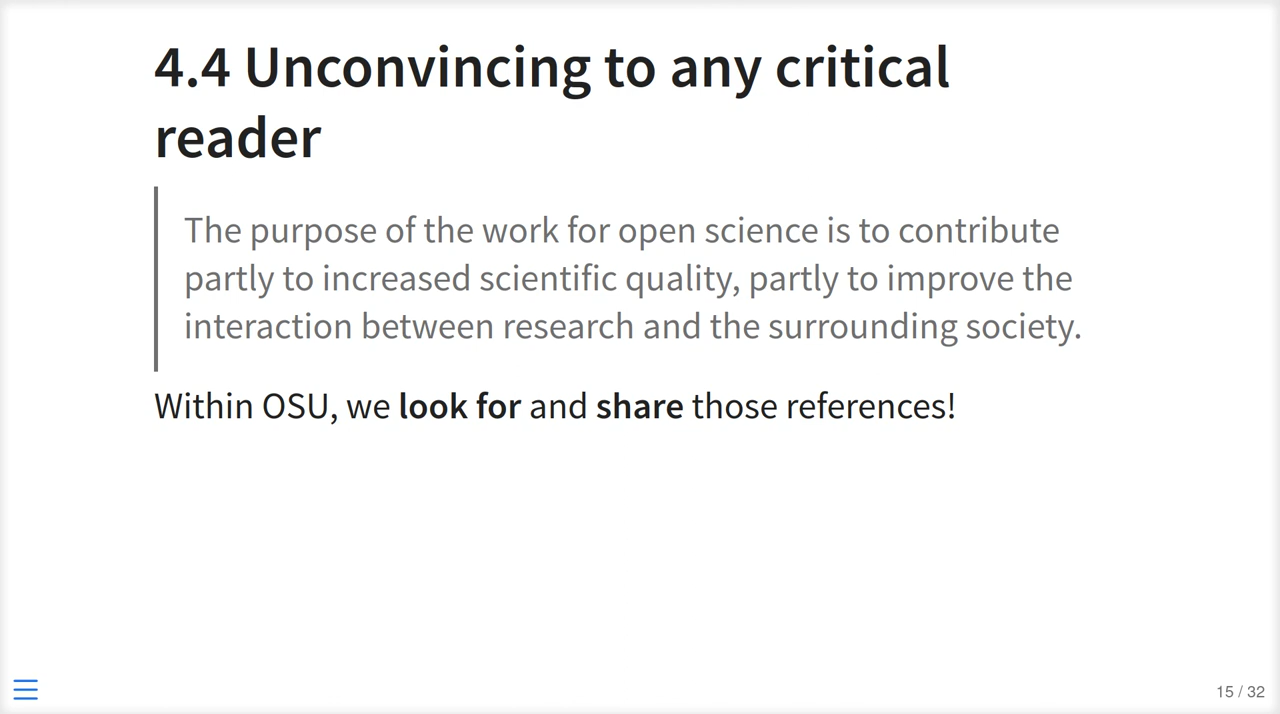 4.4 Unconvincing to any critical
reader
The purpose of the work for open science is to contribute
partly to increased scientific quality, partly to improve the
interaction between research and the surrounding society.
Within OSU, we look for and share those references!
15 / 32